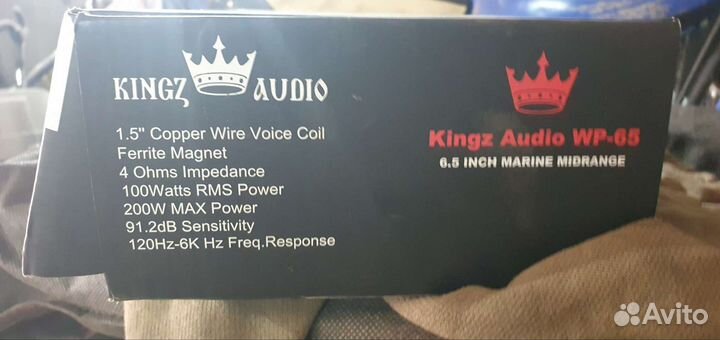 KINGZ AUDIO
1.5" Copper Wire Voice Coil
Ferrite Magnet
4 Ohms Impedance
100Watts RMS Power
200W MAX Power
91.2dB Sensitivity
120Hz-6K Hz Freq.Response
Kingz Audio WP-65
6.5 INCH MARINE MIDRANGE
Avito